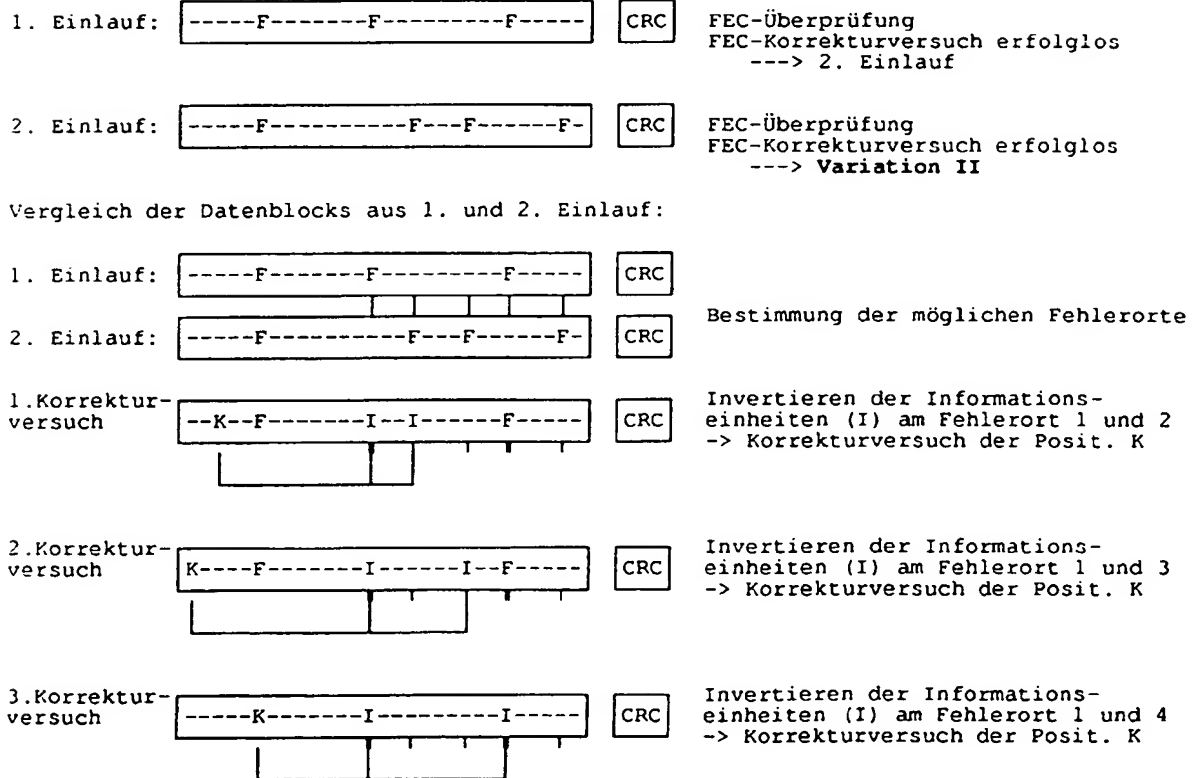 1. Einlauf: -----F--------F----------F----- CRC FEC-Überprüfung
FEC-Korrekturversuch erfolglos
---> 2. Einlauf
2. Einlauf: -----F-----------F---F------F- CRC FEC-Überprüfung
FEC-Korrekturversuch erfolglos
---> Variation II
Vergleich der Datenblocks aus 1. und 2. Einlauf:
1. Einlauf: -----F--------F----------F----- CRC
Bestimmung der möglichen Fehlerorte
2. Einlauf: -----F-----------F---F------F- CRC
1.Korrektur-
versuch --K--F--------I--I-------F----- CRC
Invertieren der Informations-
einheiten (I) am Fehlerort 1 und 2
-> Korrekturversuch der Posit. K
2.Korrektur-
versuch K----F--------I-------I--F----- CRC
Invertieren der Informations-
einheiten (I) am Fehlerort 1 und 3
-> Korrekturversuch der Posit. K
3.Korrektur-
versuch -----K--------I----------I----- CRC
Invertieren der Informations-
einheiten (I) am Fehlerort 1 und 4
-> Korrekturversuch der Posit. K